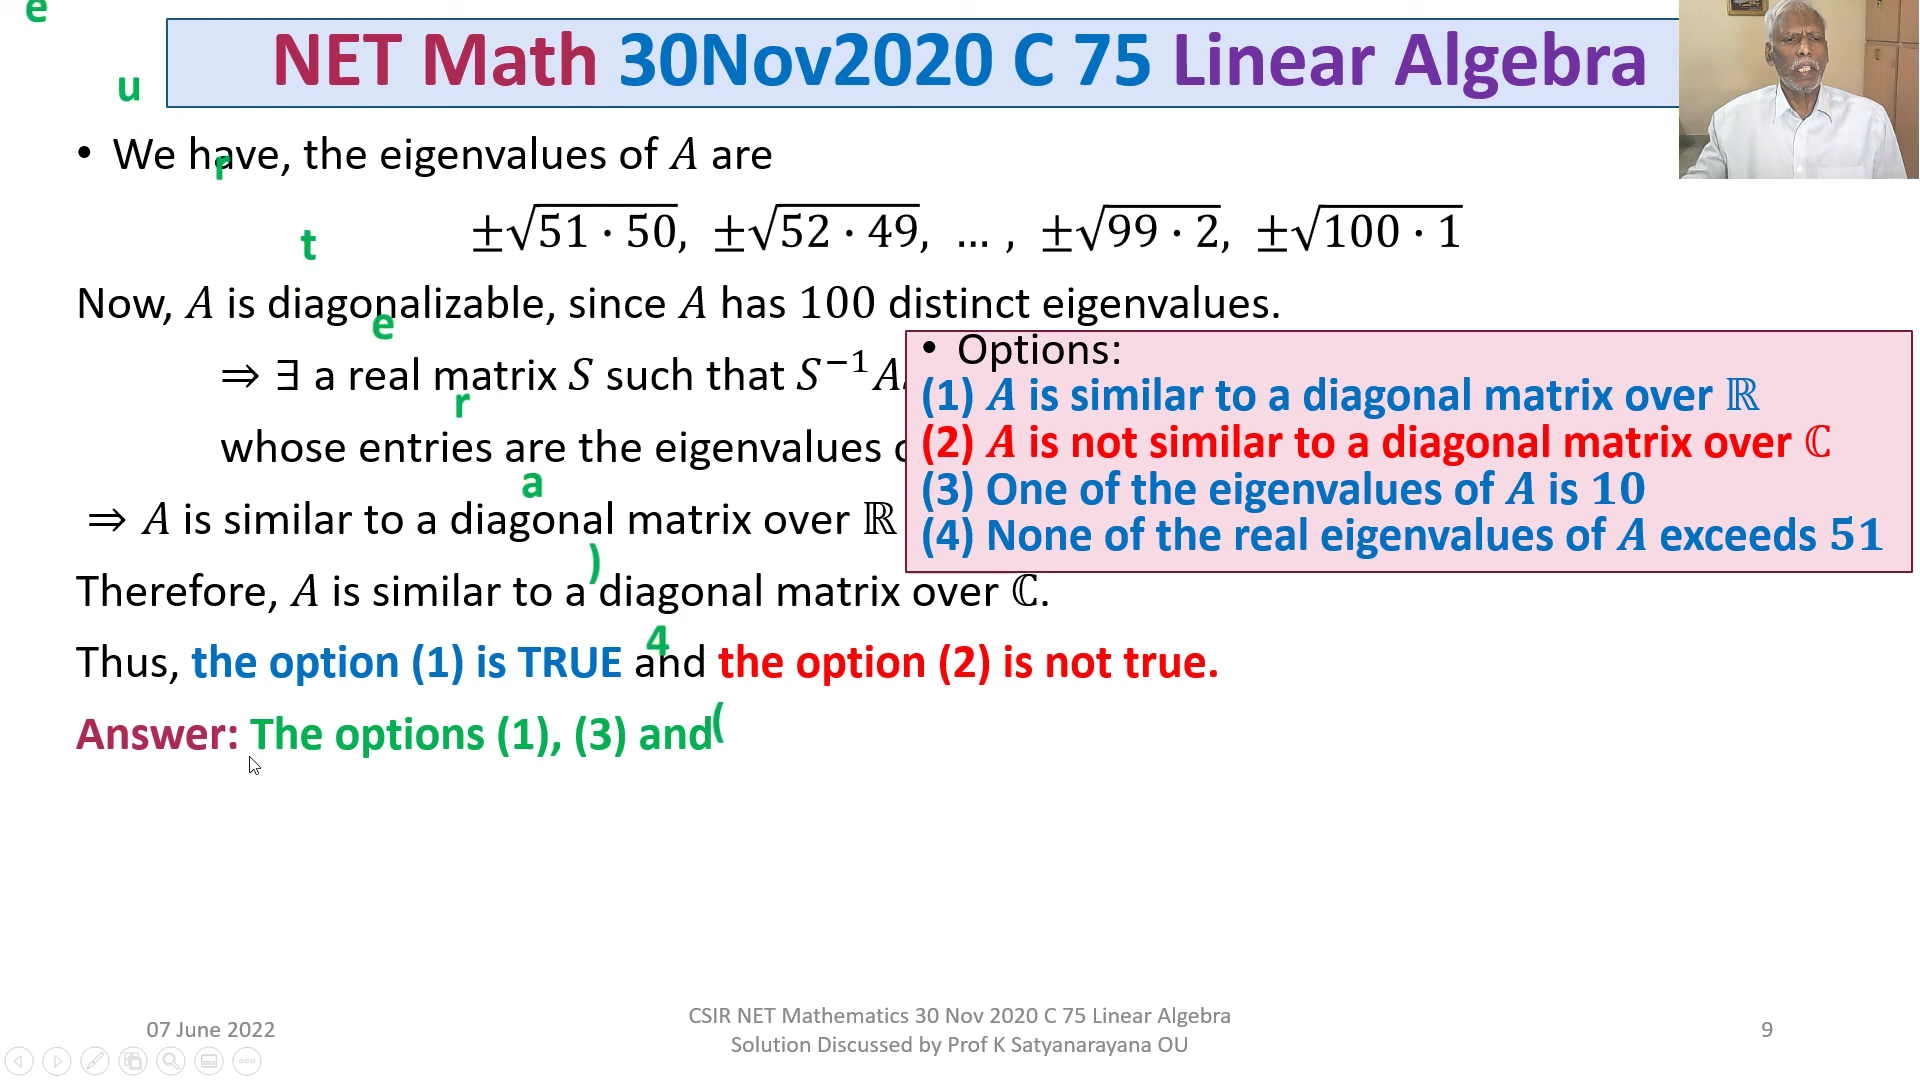 NET Math 30Nov2020 C 75 Linear Algebra
• We have, the eigenvalues of A are
±√51 · 50, ±√52 · 49, … , ±√99 · 2, ±√100 · 1
Now, A is diagonalizable, since A has 100 distinct eigenvalues.
⇒ ∃ a real matrix S such that S⁻¹A
whose entries are the eigenvalues
⇒ A is similar to a diagonal matrix over ℝ
Therefore, A is similar to a diagonal matrix over ℂ.
Thus, the option (1) is TRUE and the option (2) is not true.
Answer: The options (1), (3) and
• Options:
(1) A is similar to a diagonal matrix over ℝ
(2) A is not similar to a diagonal matrix over ℂ
(3) One of the eigenvalues of A is 10
(4) None of the real eigenvalues of A exceeds 51
e
u
r
t
e
r
a
)
4
(
07 June 2022
CSIR NET Mathematics 30 Nov 2020 C 75 Linear Algebra
Solution Discussed by Prof K Satyanarayana OU
9